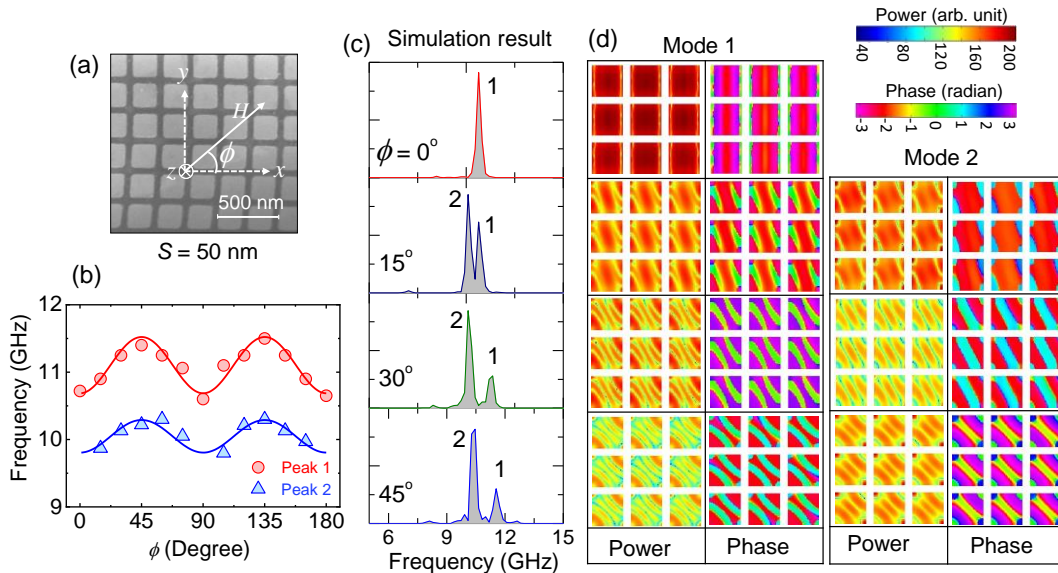 (a)
y
H
ϕ
z
x
500 nm
S = 50 nm
(b)
Frequency (GHz)
12
11
10
9
0
45
90
135
180
Peak 1
Peak 2
ϕ (Degree)
(c)
Simulation result
1
ϕ = 0°
2
1
15°
2
1
30°
2
1
45°
6
9
12
15
Frequency (GHz)
(d)
Mode 1
Power (arb. unit)
40
80
120
160
200
Phase (radian)
-3
-2
-1
0
1
2
3
Mode 2
Power
Phase
Power
Phase